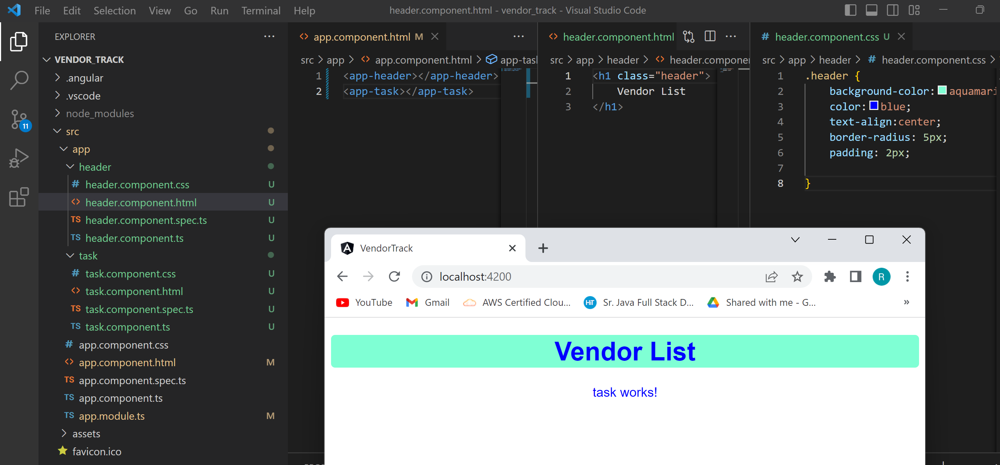 File Edit Selection View Go Run Terminal Help
header.component.html - vendor_track - Visual Studio Code
EXPLORER
VENDOR_TRACK
.angular
.vscode
node_modules
src
app
header
header.component.css U
header.component.html U
header.component.spec.ts U
header.component.ts U
task
task.component.css U
task.component.html U
task.component.spec.ts U
task.component.ts U
app.component.css
app.component.html M
app.component.spec.ts
app.component.ts
app.module.ts M
assets
favicon.ico
11
app.component.html M
src > app > app.component.html >
1 <app-header></app-header>
2 <app-task></app-task>
header.component.html
src > app > header >
1 <h1 class="header">
2 Vendor List
3 </h1>
header.component.css U
src > app > header > # header.component.css >
1 .header {
2 background-color:
3 color: blue;
4 text-align:center;
5 border-radius: 5px;
6 padding: 2px;
7
8 }
VendorTrack
localhost:4200
R
YouTube Gmail AWS Certified Clou... HiT Sr. Java Full Stack D... Shared with me - G... »
Vendor List
task works!